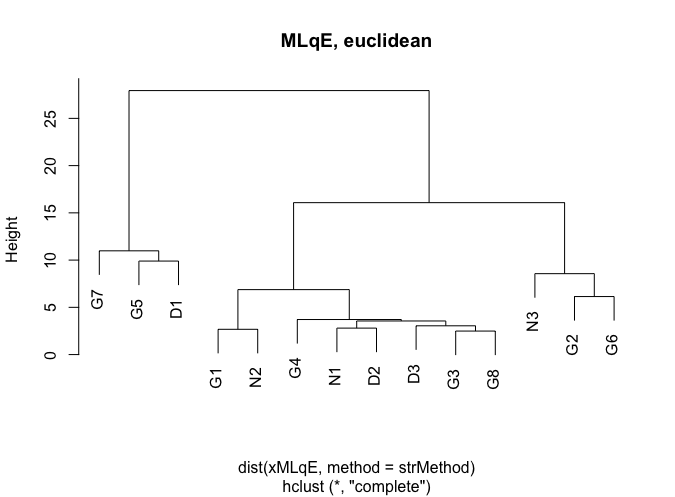 MLqE, euclidean
Height
25
20
15
10
5
0
G7
G5
D1
G1
N2
G4
N1
D2
D3
G3
G8
N3
G2
G6
dist(xMLqE, method = strMethod)
hclust (*, "complete")